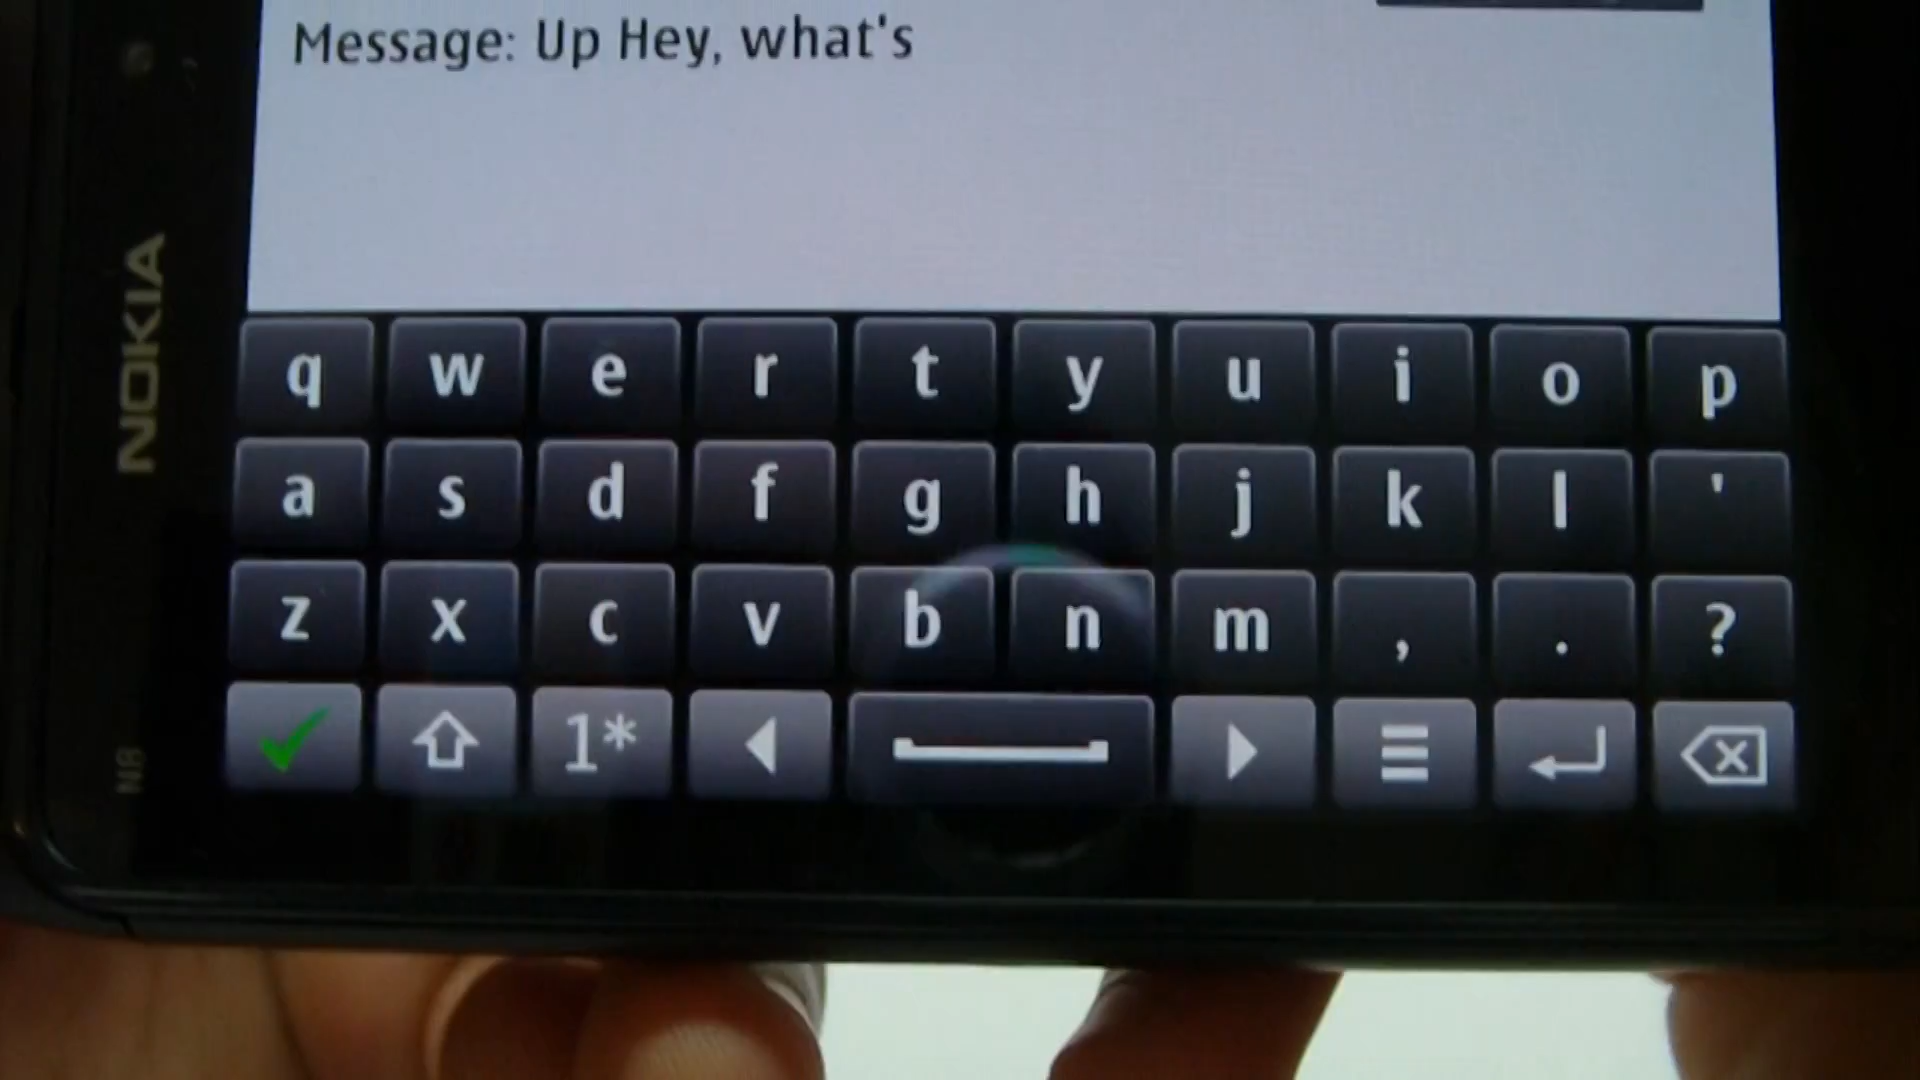 Message: Up Hey, what's
NOKIA
q w e r t y u i o p
a s d f g h j k l '
z x c v b n m , . ?
1*
N8